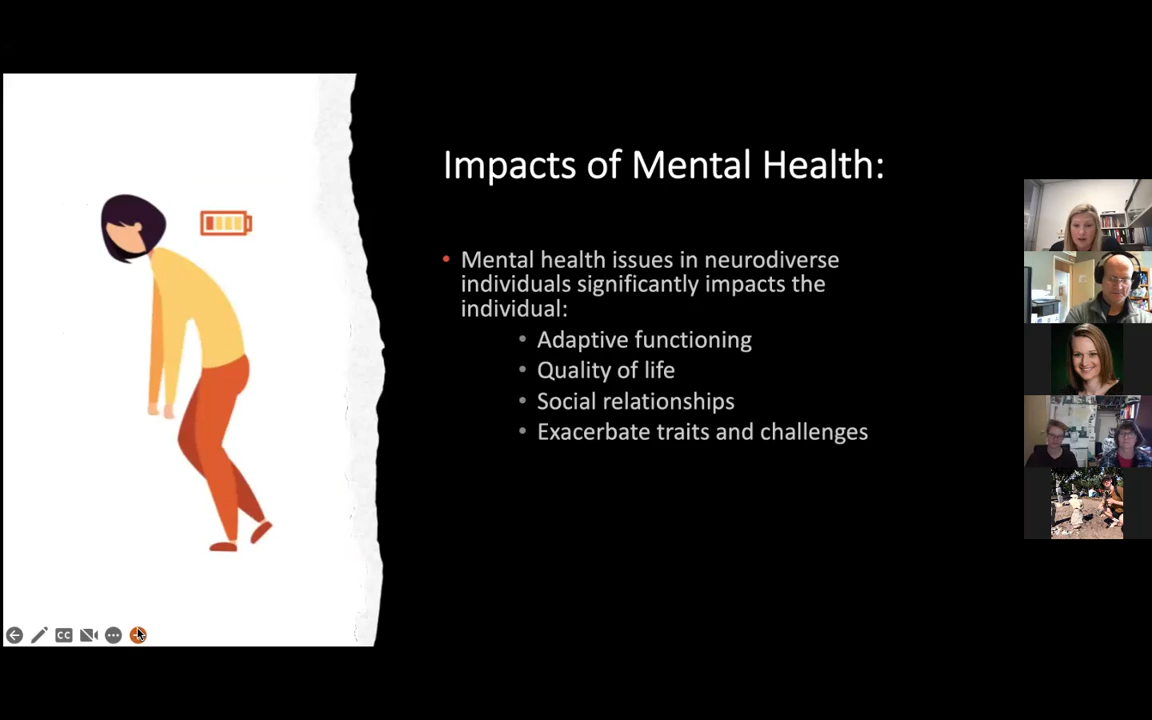 Impacts of Mental Health:
• Mental health issues in neurodiverse
individuals significantly impacts the
individual:
• Adaptive functioning
• Quality of life
• Social relationships
• Exacerbate traits and challenges
CC